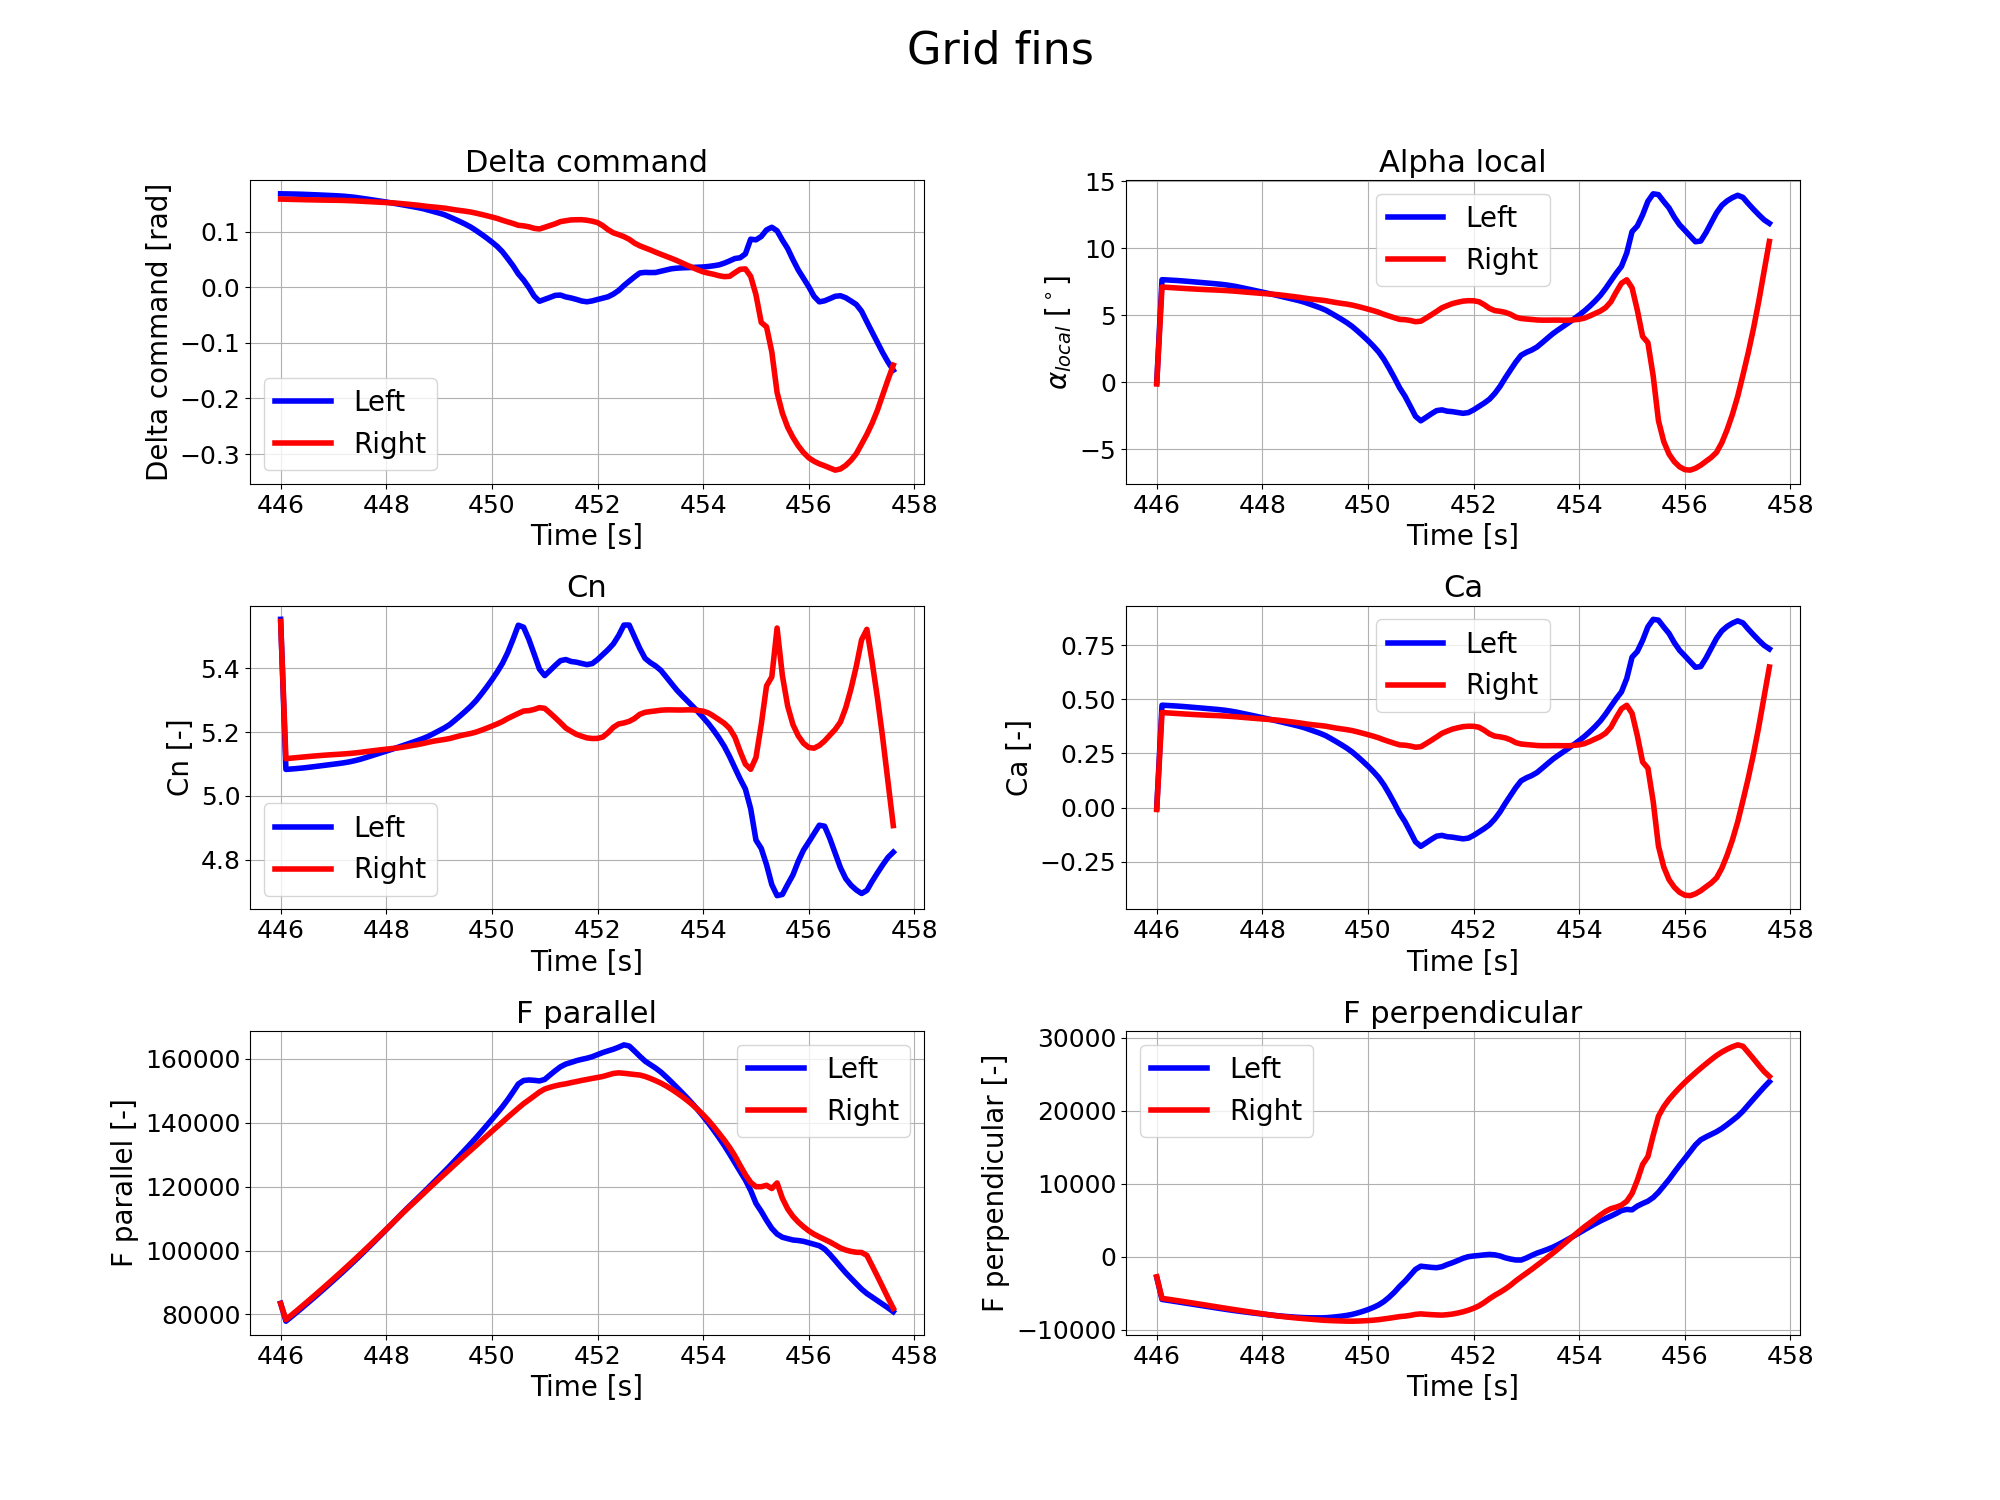 Grid fins
Delta command
Delta command [rad]
0.1
0.0
−0.1
−0.2
−0.3
Left
Right
446 448 450 452 454 456 458
Time [s]
Alpha local
α_local [°]
15
10
5
0
−5
Left
Right
446 448 450 452 454 456 458
Time [s]
Cn
Cn [-]
5.4
5.2
5.0
4.8
Left
Right
446 448 450 452 454 456 458
Time [s]
Ca
Ca [-]
0.75
0.50
0.25
0.00
−0.25
Left
Right
446 448 450 452 454 456 458
Time [s]
F parallel
F parallel [-]
160000
140000
120000
100000
80000
Left
Right
446 448 450 452 454 456 458
Time [s]
F perpendicular
F perpendicular [-]
30000
20000
10000
0
−10000
Left
Right
446 448 450 452 454 456 458
Time [s]